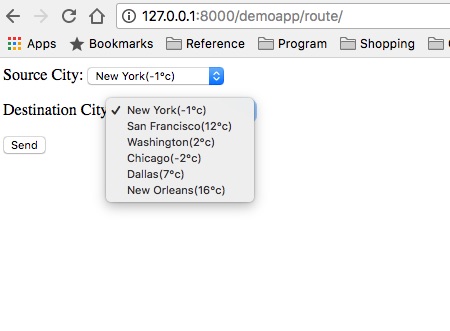 127.0.0.1:8000/demoapp/route/
Apps Bookmarks Reference Program Shopping
Source City: New York(-1°c)
Destination City ✓ New York(-1°c)
San Francisco(12°c)
Washington(2°c)
Chicago(-2°c)
Dallas(7°c)
New Orleans(16°c)
Send